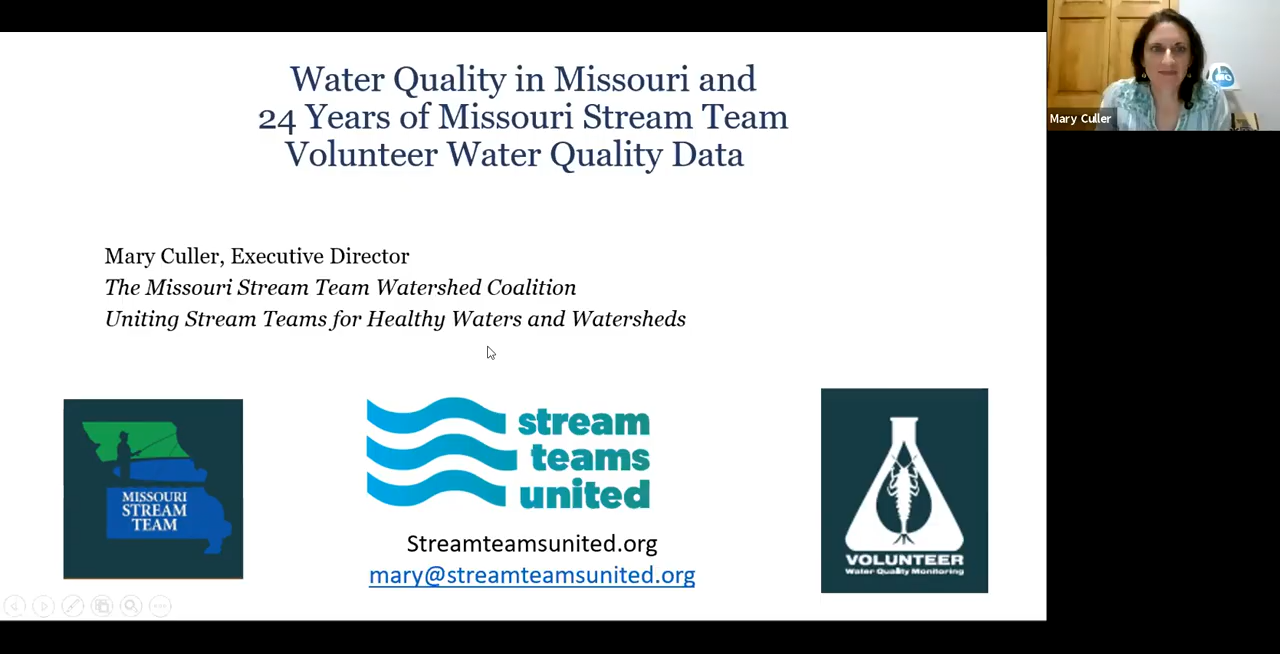 Water Quality in Missouri and
24 Years of Missouri Stream Team
Volunteer Water Quality Data
Mary Culler
Mary Culler, Executive Director
The Missouri Stream Team Watershed Coalition
Uniting Stream Teams for Healthy Waters and Watersheds
MISSOURI
STREAM
TEAM
stream
teams
united
Streamteamsunited.org
mary@streamteamsunited.org
VOLUNTEER
Water Quality Monitoring